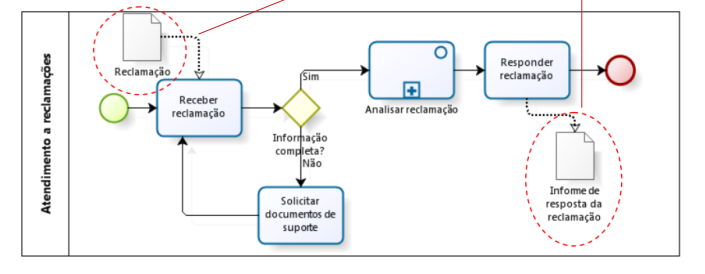 Atendimento a reclamações
Reclamação
Receber
reclamação
Informação
completa?
Sim
Não
Solicitar
documentos de
suporte
Analisar reclamação
Responder
reclamação
Informe de
resposta da
reclamação